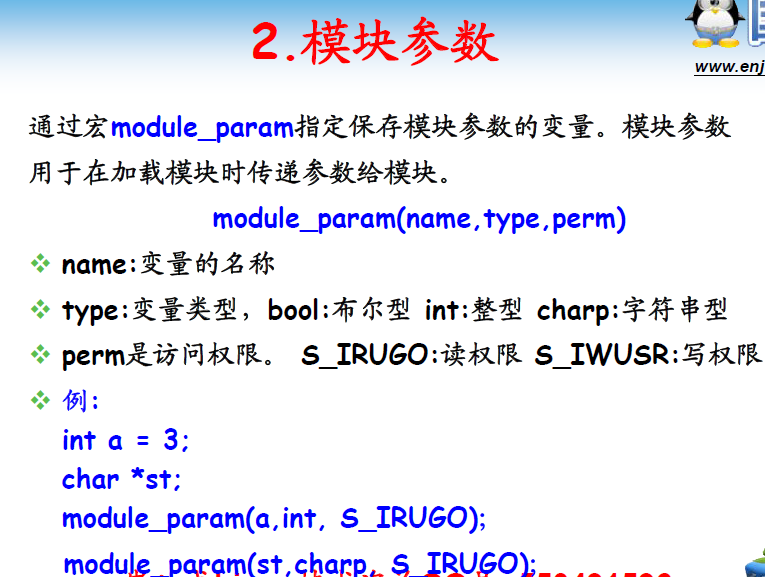 2.模块参数
www.enj
通过宏module_param指定保存模块参数的变量。模块参数
用于在加载模块时传递参数给模块。
module_param(name,type,perm)
name:变量的名称
type:变量类型，bool:布尔型 int:整型 charp:字符串型
perm是访问权限。 S_IRUGO:读权限 S_IWUSR:写权限
例:
int a = 3;
char *st;
module_param(a,int, S_IRUGO);
module_param(st,charp, S_IRUGO);